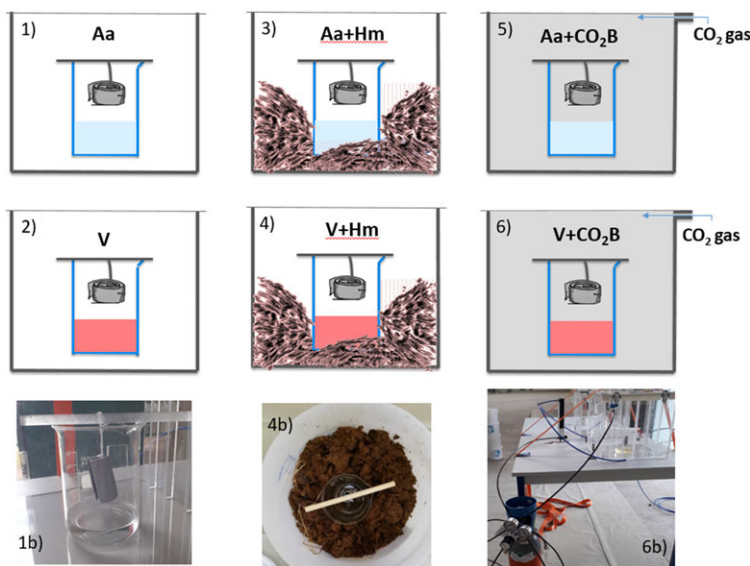 1)
Aa
3)
Aa+Hm
5)
Aa+CO₂B
CO₂ gas
2)
V
4)
V+Hm
6)
V+CO₂B
CO₂ gas
1b)
4b)
6b)